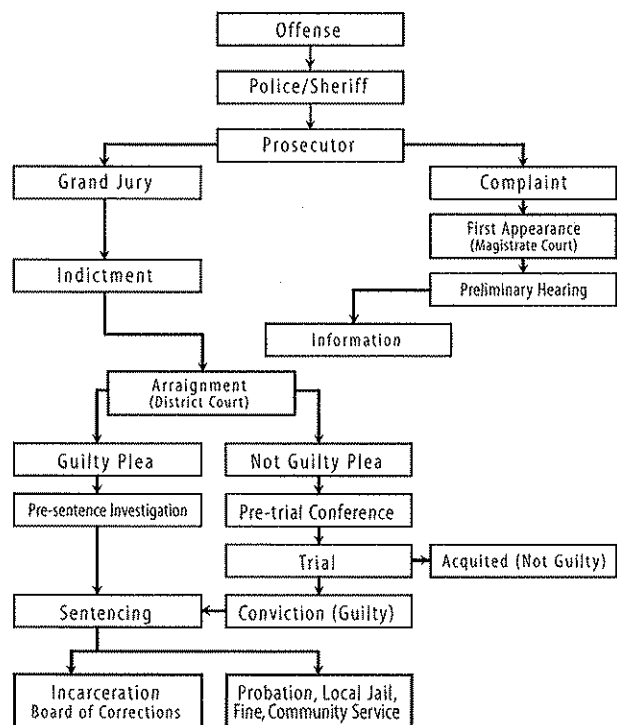 Offense
Police/Sheriff
Prosecutor
Grand Jury
Complaint
First Appearance
(Magistrate Court)
Indictment
Preliminary Hearing
Information
Arraignment
(District Court)
Guilty Plea
Not Guilty Plea
Pre-sentence Investigation
Pre-trial Conference
Trial
Acquited (Not Guilty)
Sentencing
Conviction (Guilty)
Incarceration
Board of Corrections
Probation, Local Jail,
Fine, Community Service